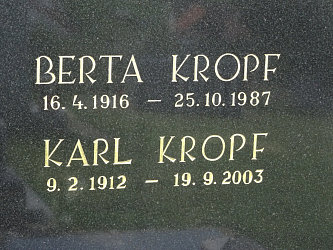 BERTA KROPF
16. 4. 1916 – 25. 10. 1987
KARL KROPF
9. 2. 1912 – 19. 9. 2003